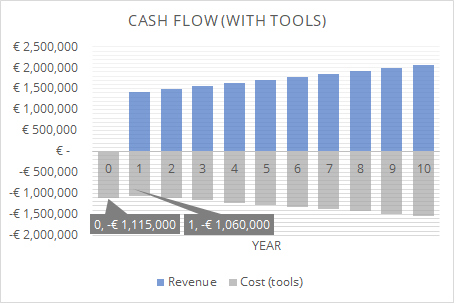 CASH FLOW (WITH TOOLS)
€ 2,500,000
€ 2,000,000
€ 1,500,000
€ 1,000,000
€ 500,000
€ -
-€ 500,000
-€ 1,000,000
-€ 1,500,000
-€ 2,000,000
0 1 2 3 4 5 6 7 8 9 10
0, -€ 1,115,000
1, -€ 1,060,000
YEAR
Revenue Cost (tools)